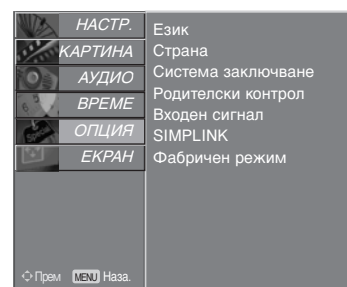 НАСТР.
КАРТИНА
АУДИО
ВРЕМЕ
ОПЦИЯ
ЕКРАН
Език
Страна
Система заключване
Родителски контрол
Входен сигнал
SIMPLINK
Фабричен режим
Прем MENU Наза.